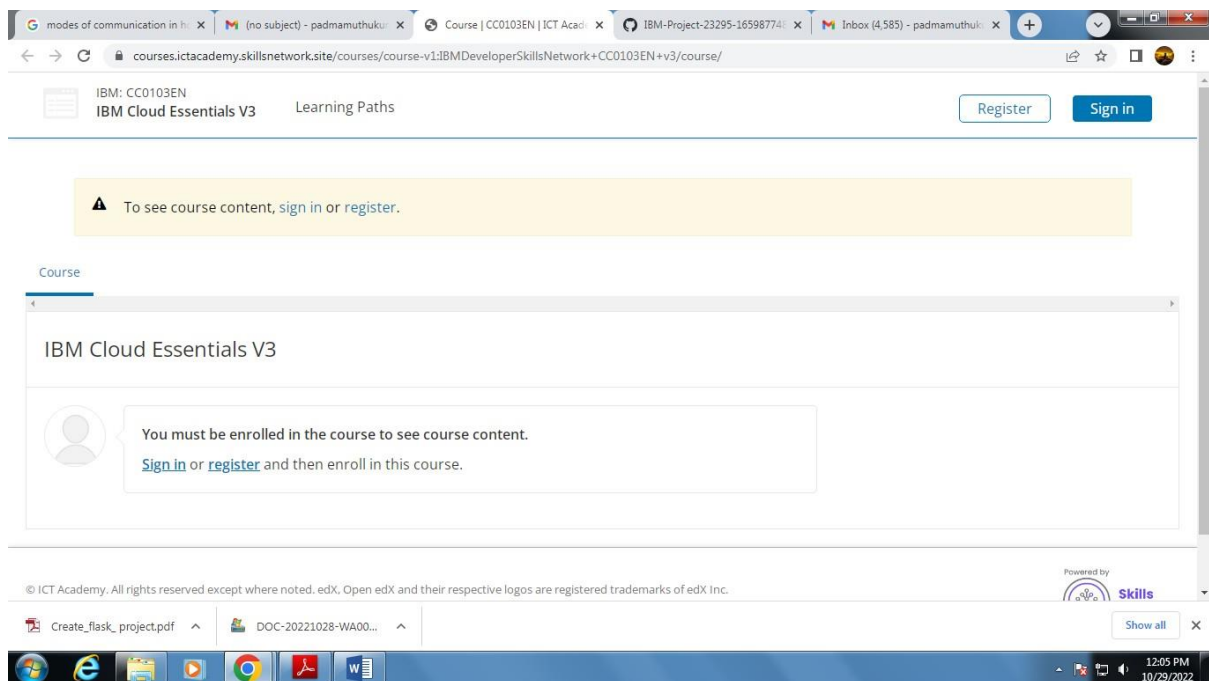 modes of communication in h
(no subject) - padmamuthukur
Course | CC0103EN | ICT Acad
IBM-Project-23295-16598774
Inbox (4,585) - padmamuthuk
courses.ictacademy.skillsnetwork.site/courses/course-v1:IBMDeveloperSkillsNetwork+CC0103EN+v3/course/
IBM: CC0103EN
IBM Cloud Essentials V3
Learning Paths
Register
Sign in
To see course content, sign in or register.
Course
IBM Cloud Essentials V3
You must be enrolled in the course to see course content.
Sign in or register and then enroll in this course.
© ICT Academy. All rights reserved except where noted. edX, Open edX and their respective logos are registered trademarks of edX Inc.
Powered by
Skills
Create_flask_ project.pdf
DOC-20221028-WA00...
Show all
12:05 PM
10/29/2022